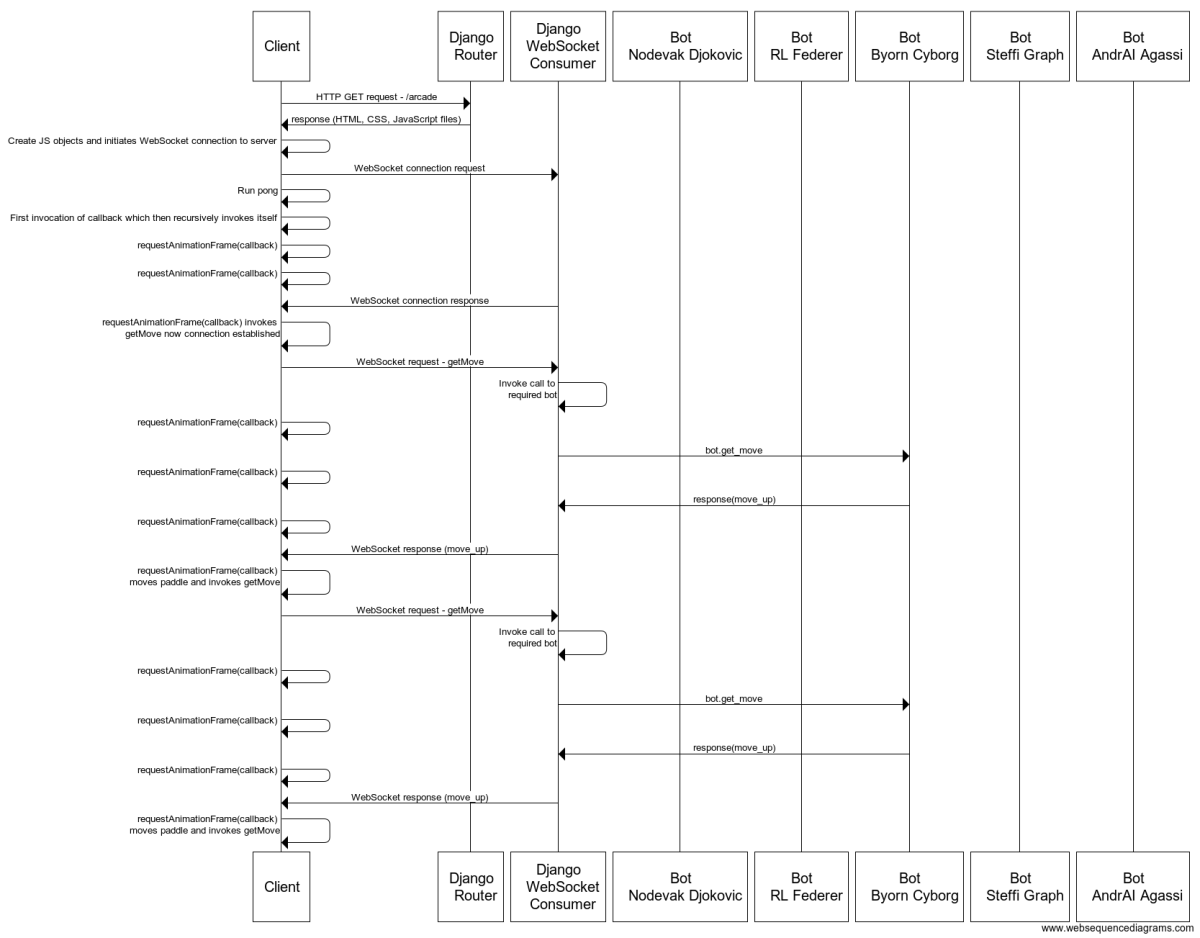 Client
Django
Router
Django
WebSocket
Consumer
Bot
Nodevak Djokovic
Bot
RL Federer
Bot
Byorn Cyborg
Bot
Steffi Graph
Bot
AndrAI Agassi
HTTP GET request - /arcade
response (HTML, CSS, JavaScript files)
Create JS objects and initiates WebSocket connection to server
WebSocket connection request
Run pong
First invocation of callback which then recursively invokes itself
requestAnimationFrame(callback)
requestAnimationFrame(callback)
WebSocket connection response
requestAnimationFrame(callback) invokes
getMove now connection established
WebSocket request - getMove
Invoke call to
required bot
requestAnimationFrame(callback)
bot.get_move
requestAnimationFrame(callback)
response(move_up)
requestAnimationFrame(callback)
WebSocket response (move_up)
requestAnimationFrame(callback)
moves paddle and invokes getMove
WebSocket request - getMove
Invoke call to
required bot
requestAnimationFrame(callback)
bot.get_move
requestAnimationFrame(callback)
response(move_up)
requestAnimationFrame(callback)
WebSocket response (move_up)
requestAnimationFrame(callback)
moves paddle and invokes getMove
Client
Django
Router
Django
WebSocket
Consumer
Bot
Nodevak Djokovic
Bot
RL Federer
Bot
Byorn Cyborg
Bot
Steffi Graph
Bot
AndrAI Agassi
www.websequencediagrams.com